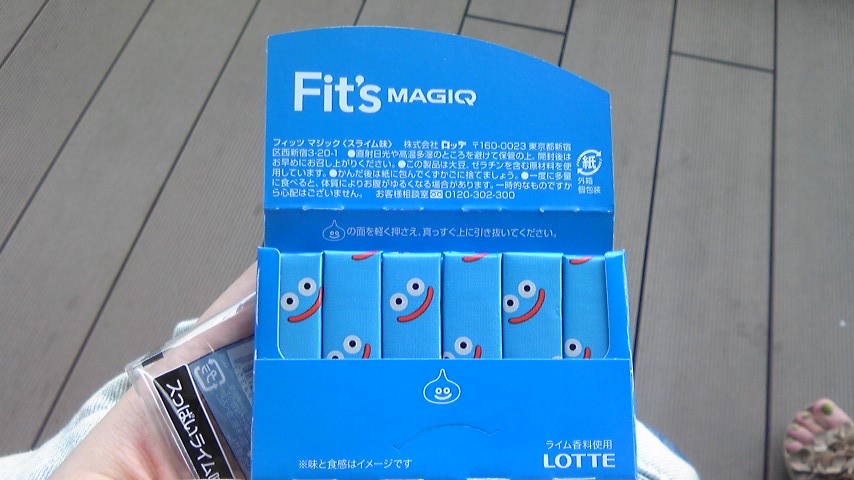 Fit's MAGIQ
フィッツ マジック〈スライム味〉 株式会社 ロッテ 〒160-0023 東京都新宿
区西新宿3-20-1 ●直射日光や高温多湿のところを避けて保管の上、開封後は
お早めにお召し上がりください。●この製品は大豆、ゼラチンを含む原材料を使
用しています。●かんだ後は紙に包んでくずかごに捨てましょう。●一度に多量
に食べると、体質によりお腹がゆるくなる場合があります。一時的なものですか
ら心配はございません。 お客様相談室 0120-302-300
紙
外箱
個包装
の面を軽く押さえ、真っすぐ上に引き抜いてください。
プラ
スっぱいライム
ライム香料使用
※味と食感はイメージです
LOTTE